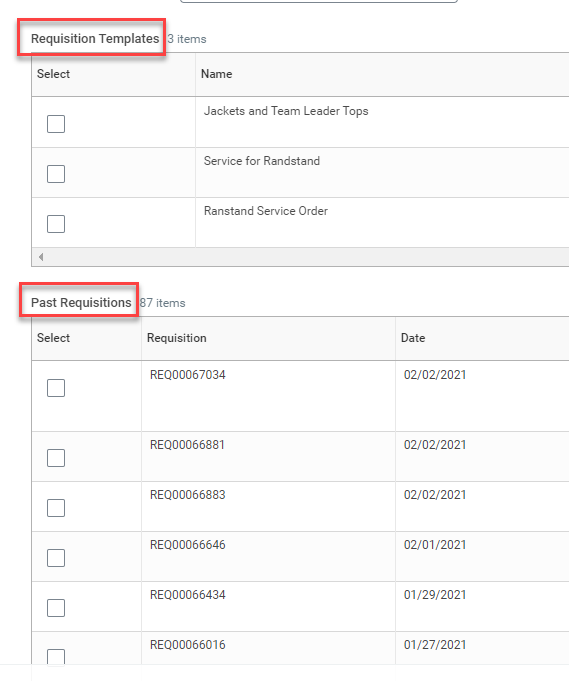 Requisition Templates 3 items
Select Name
Jackets and Team Leader Tops
Service for Randstand
Ranstand Service Order
Past Requisitions 87 items
Select Requisition Date
REQ00067034 02/02/2021
REQ00066881 02/02/2021
REQ00066883 02/02/2021
REQ00066646 02/01/2021
REQ00066434 01/29/2021
REQ00066016 01/27/2021